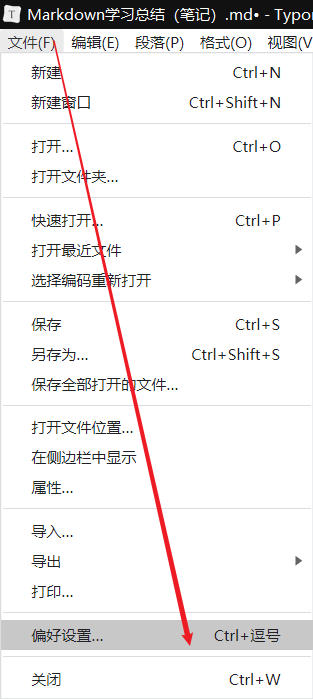 Markdown学习总结（笔记）.md• - Typor
文件(F) 编辑(E) 段落(P) 格式(O) 视图(V
新建 Ctrl+N
新建窗口 Ctrl+Shift+N
打开... Ctrl+O
打开文件夹...
快速打开... Ctrl+P
打开最近文件
选择编码重新打开
保存 Ctrl+S
另存为... Ctrl+Shift+S
保存全部打开的文件...
打开文件位置...
在侧边栏中显示
属性...
导入...
导出
打印...
偏好设置... Ctrl+逗号
关闭 Ctrl+W